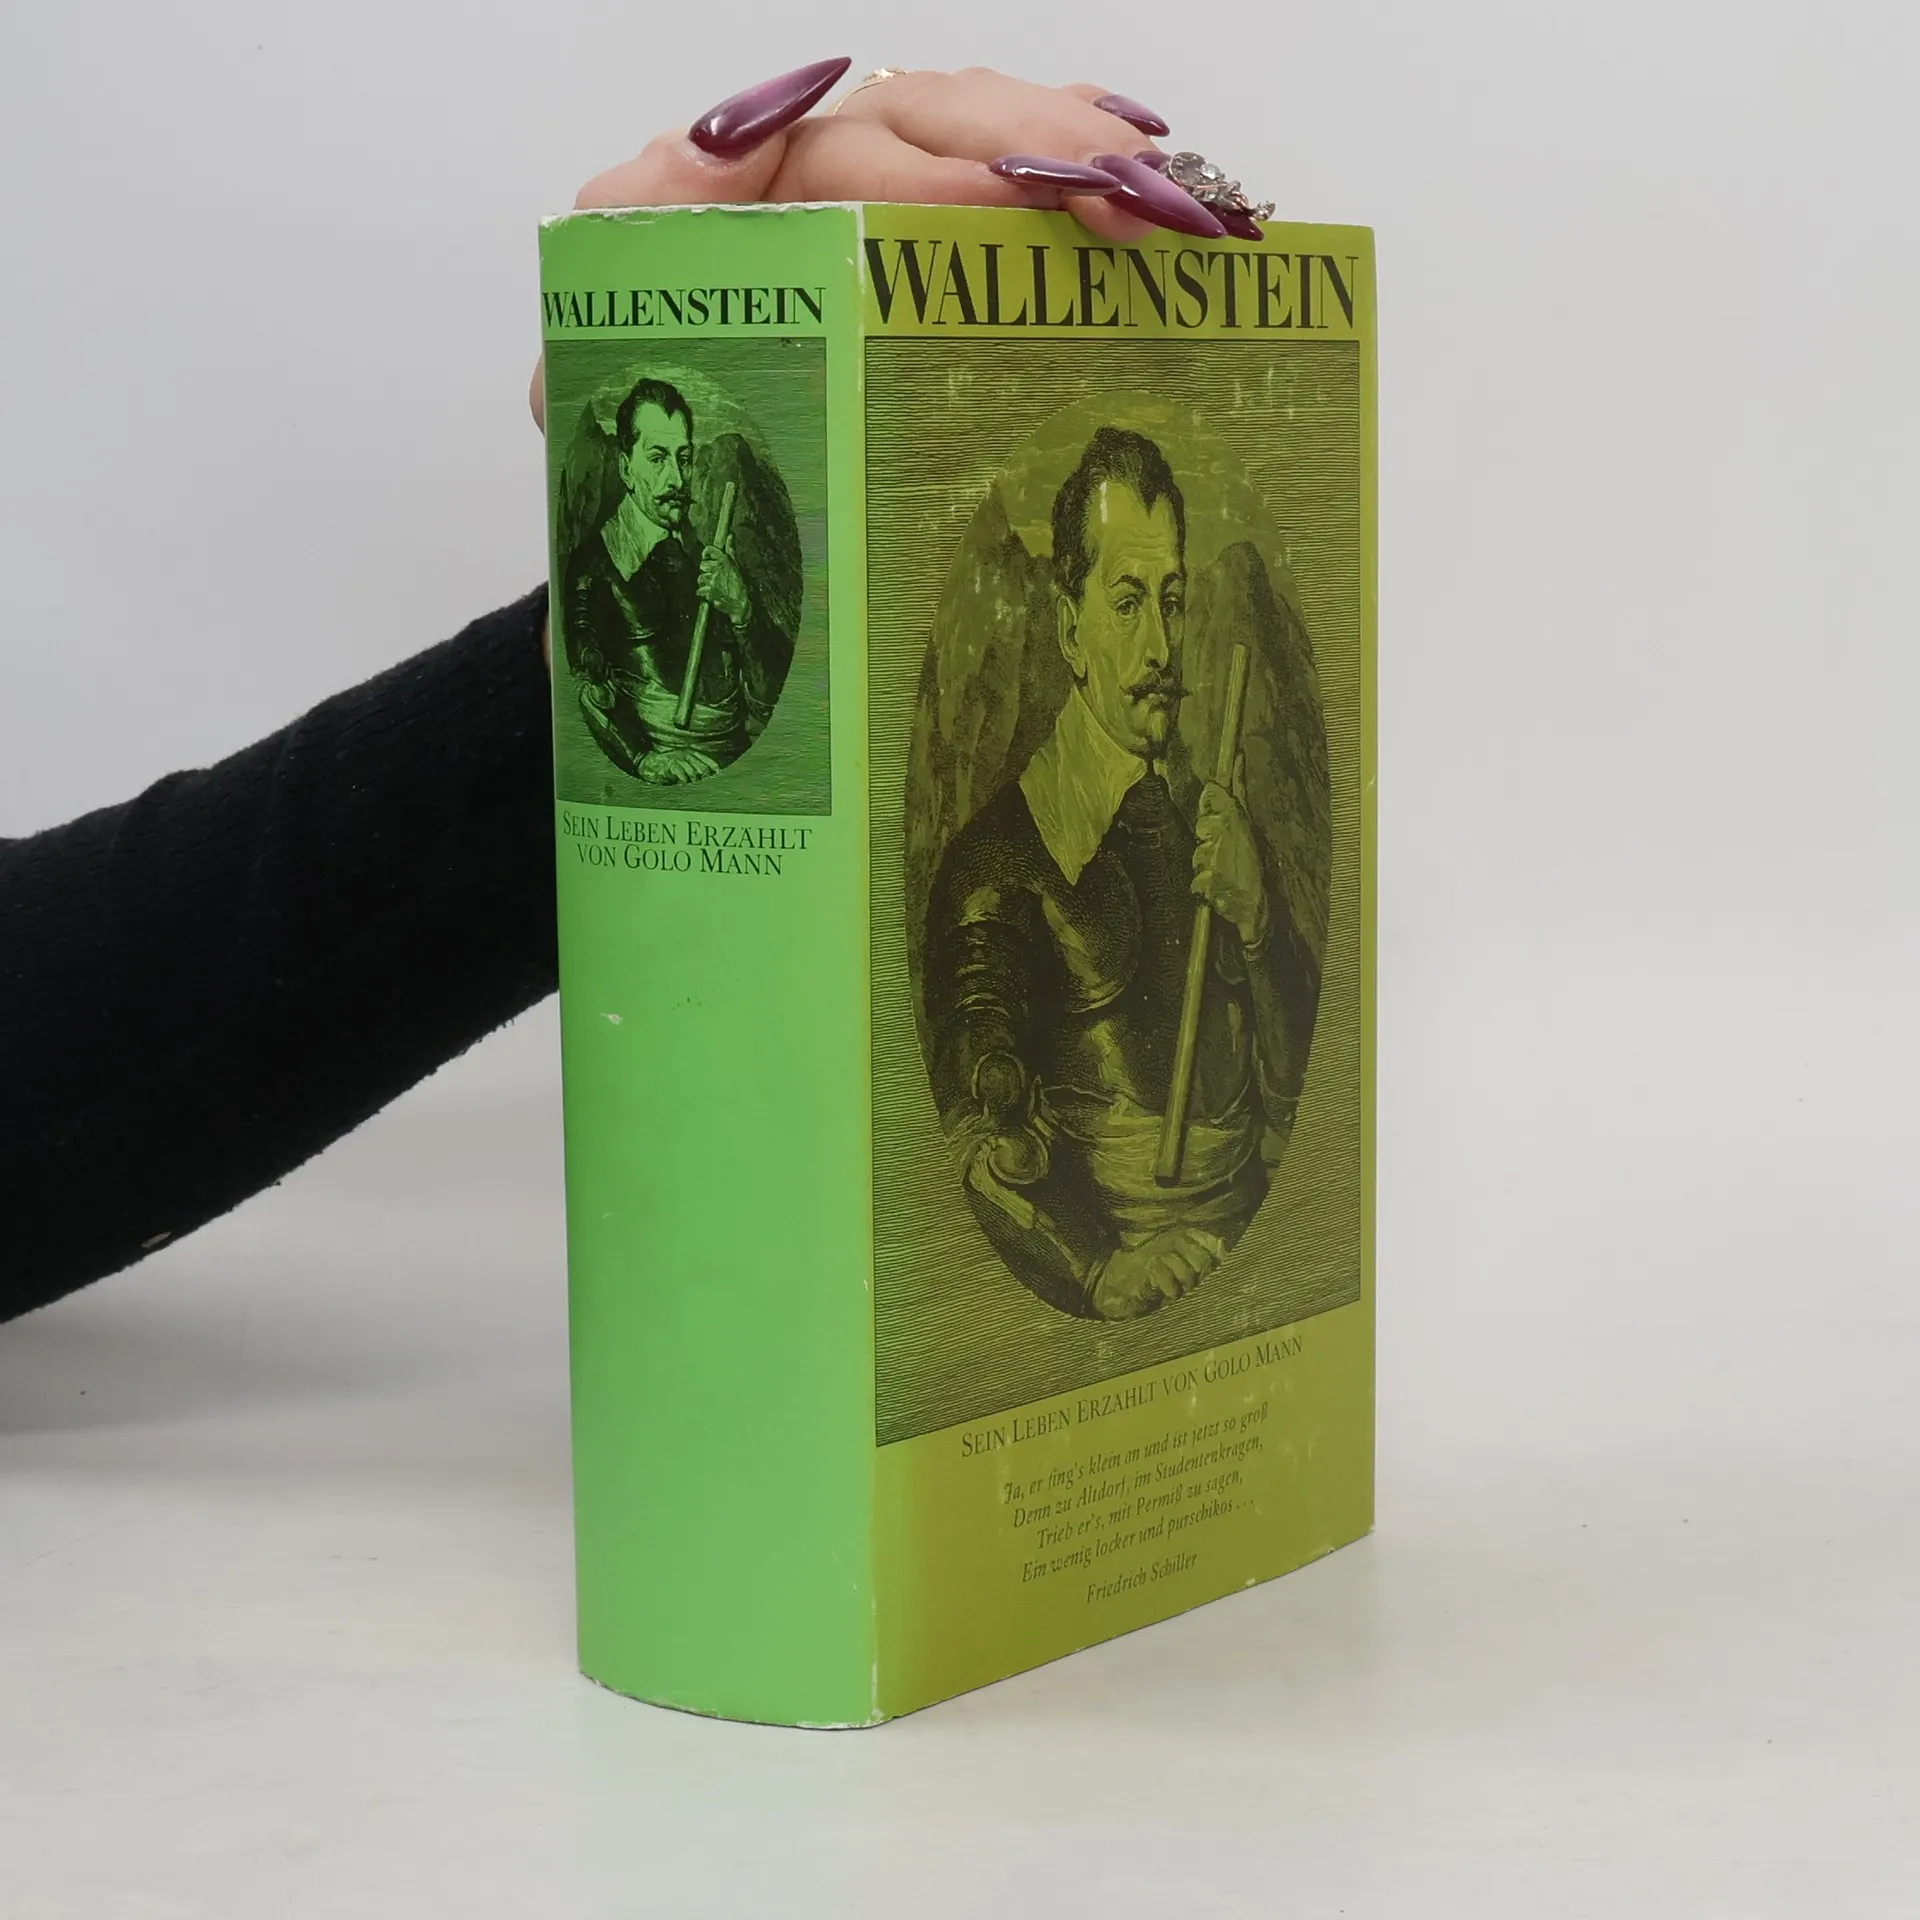 WALLENSTEIN
SEIN LEBEN ERZÄHLT
VON GOLO MANN
WALLENSTEIN
SEIN LEBEN ERZÄHLT VON GOLO MANN
Ja, er fing's klein an und ist jetzt so groß
Denn zu Altdorf, im Studentenkragen,
Trieb er's, mit Permiß zu sagen,
Ein wenig locker und purschikos...
Friedrich Schiller